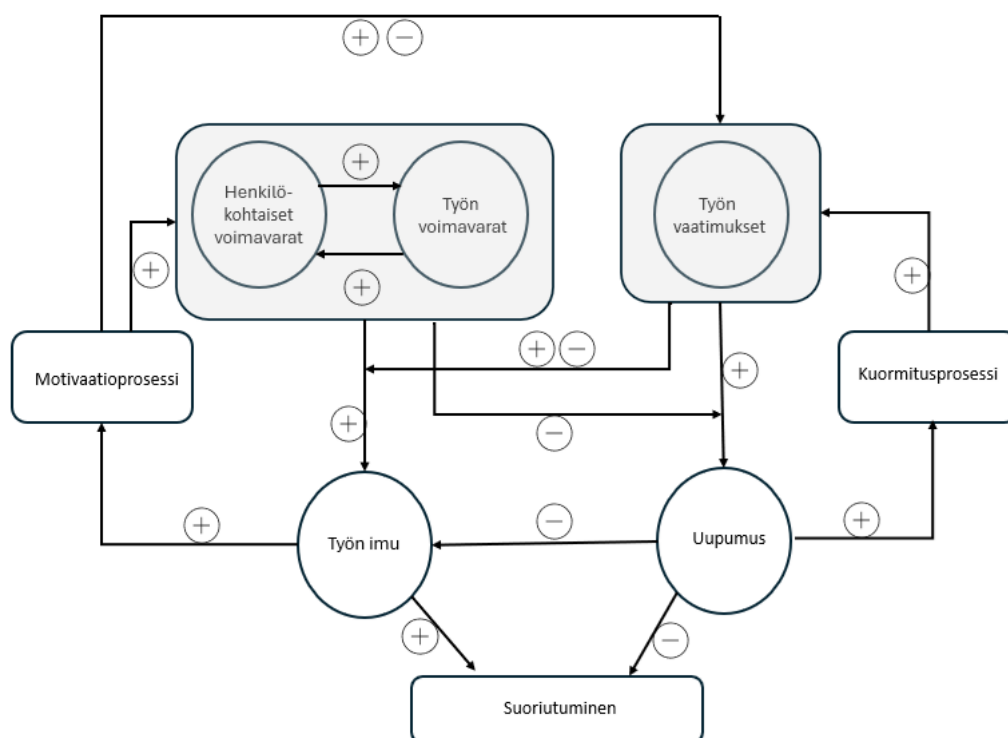 + −
Henkilö-
kohtaiset
voimavarat
+
+
Työn
voimavarat
Työn
vaatimukset
+
+
+ −
+
−
+
Motivaatioprosessi
Kuormitusprosessi
+
−
+
Työn imu
Uupumus
+
−
Suoriutuminen